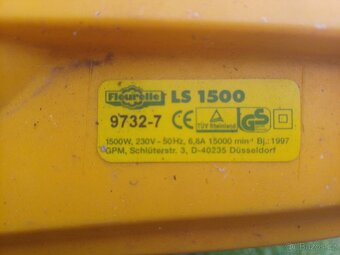 Fleurelle LS 1500
9732-7 CE TÜV Rheinland GS
1500W, 230V~50Hz, 6,8A 15000 min⁻¹ Bj.: 1997
GPM, Schlüterstr. 3, D-40235 Düsseldorf